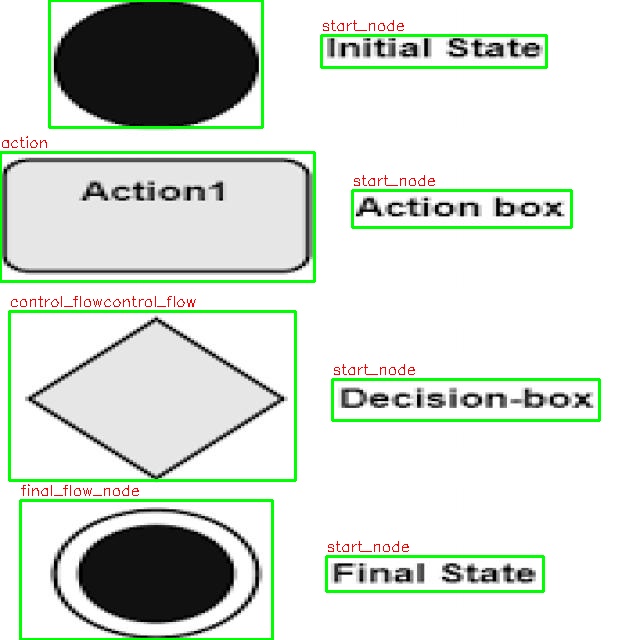 start_node
Initial State
action
Action1
start_node
Action box
control_flowcontrol_flow
start_node
Decision-box
final_flow_node
start_node
Final State